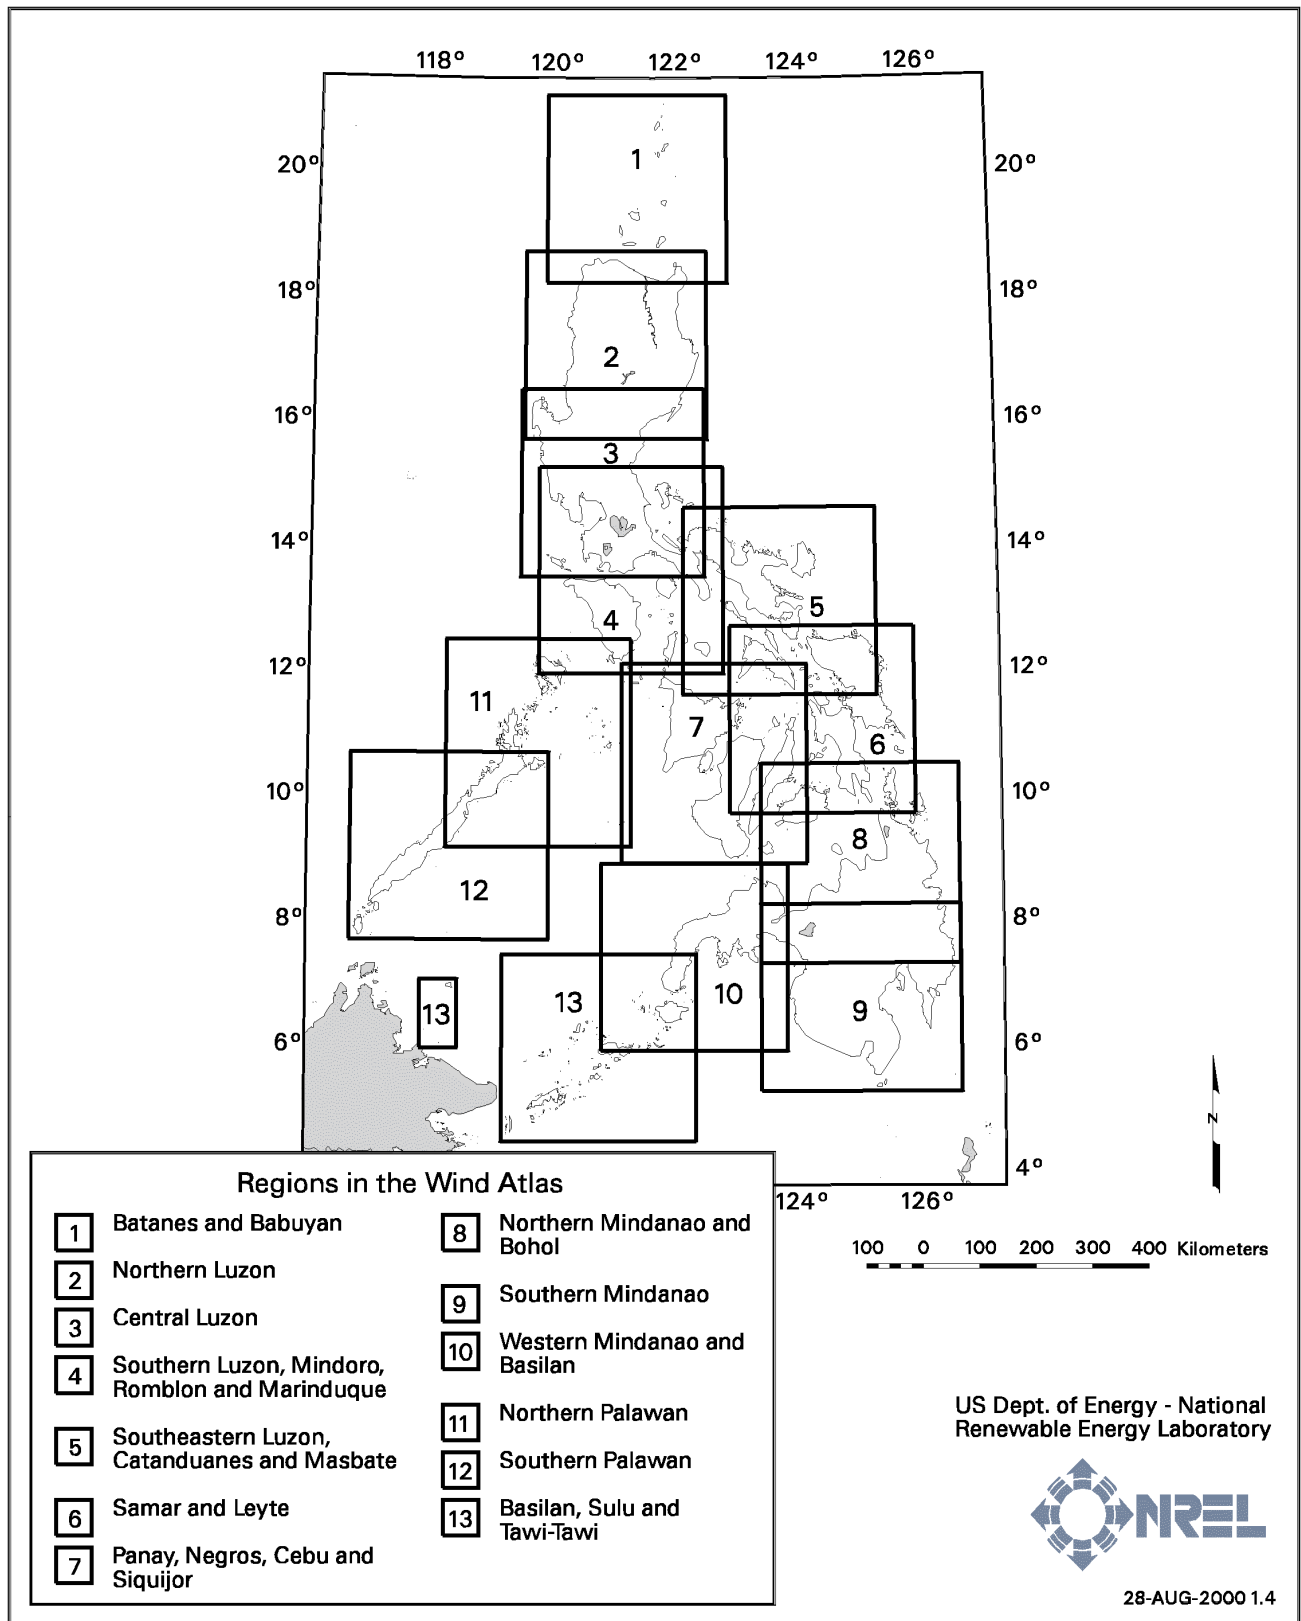 118° 120° 122° 124° 126°
1
20° 20°
18° 18°
2
16° 16°
3
14° 14°
5
4
12° 12°
11
7
6
10° 10°
8
12
8° 8°
10
13
13
9
6° 6°
N
4°
124° 126°
Regions in the Wind Atlas
1 Batanes and Babuyan
2 Northern Luzon
3 Central Luzon
4 Southern Luzon, Mindoro,
Romblon and Marinduque
5 Southeastern Luzon,
Catanduanes and Masbate
6 Samar and Leyte
7 Panay, Negros, Cebu and
Siquijor
8 Northern Mindanao and
Bohol
9 Southern Mindanao
10 Western Mindanao and
Basilan
11 Northern Palawan
12 Southern Palawan
13 Basilan, Sulu and
Tawi-Tawi
100 0 100 200 300 400 Kilometers
US Dept. of Energy - National
Renewable Energy Laboratory
NREL
28-AUG-2000 1.4